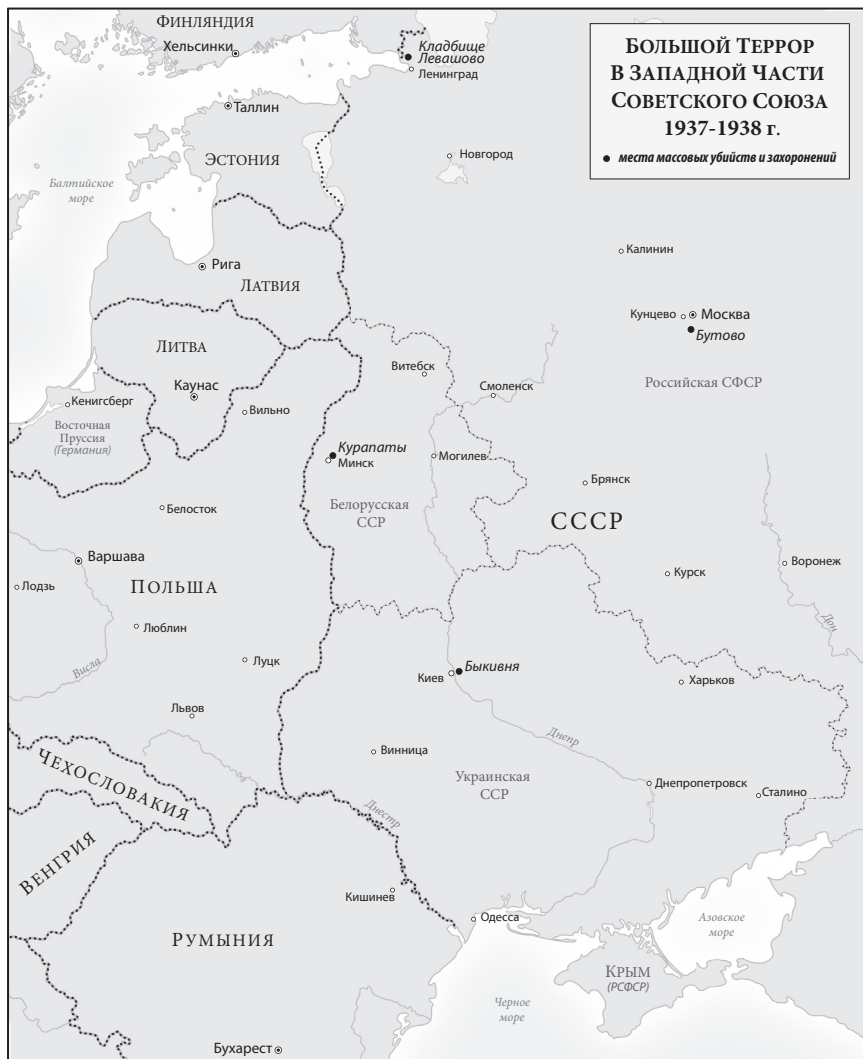 ФИНЛЯНДИЯ
Хельсинки
Кладбище
Левашово
Ленинград
БОЛЬШОЙ ТЕРРОР
В ЗАПАДНОЙ ЧАСТИ
СОВЕТСКОГО СОЮЗА
1937-1938 г.
места массовых убийств и захоронений
Таллин
ЭСТОНИЯ
Новгород
Балтийское
море
Калинин
Рига
ЛАТВИЯ
Кунцево
Москва
Бутово
ЛИТВА
Витебск
Смоленск
Российская СФСР
Каунас
Кенигсберг
Вильно
Восточная
Пруссия
(Германия)
Курапаты
Минск
Могилев
Брянск
Белорусская
ССР
Белосток
СССР
Варшава
Воронеж
Лодзь
ПОЛЬША
Курск
Люблин
Дон
Висла
Луцк
Быкивня
Киев
Харьков
Львов
Днепр
Винница
ЧЕХОСЛОВАКИЯ
Украинская
ССР
Днепропетровск
Сталино
Днестр
ВЕНГРИЯ
Кишинев
Одесса
Азовское
море
РУМЫНИЯ
КРЫМ
(РСФСР)
Черное
море
Бухарест